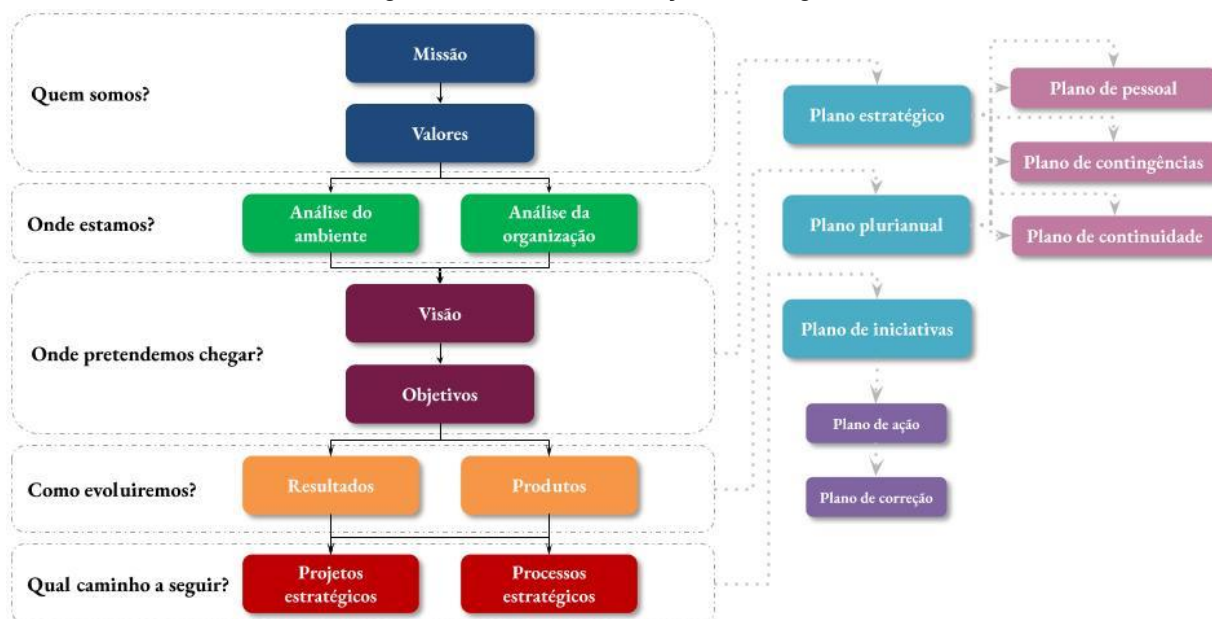 Missão
Quem somos?
Valores
Onde estamos?
Análise do
ambiente
Análise da
organização
Visão
Onde pretendemos chegar?
Objetivos
Como evoluiremos?
Resultados
Produtos
Qual caminho a seguir?
Projetos
estratégicos
Processos
estratégicos
Plano estratégico
Plano plurianual
Plano de iniciativas
Plano de ação
Plano de correção
Plano de pessoal
Plano de contingências
Plano de continuidade